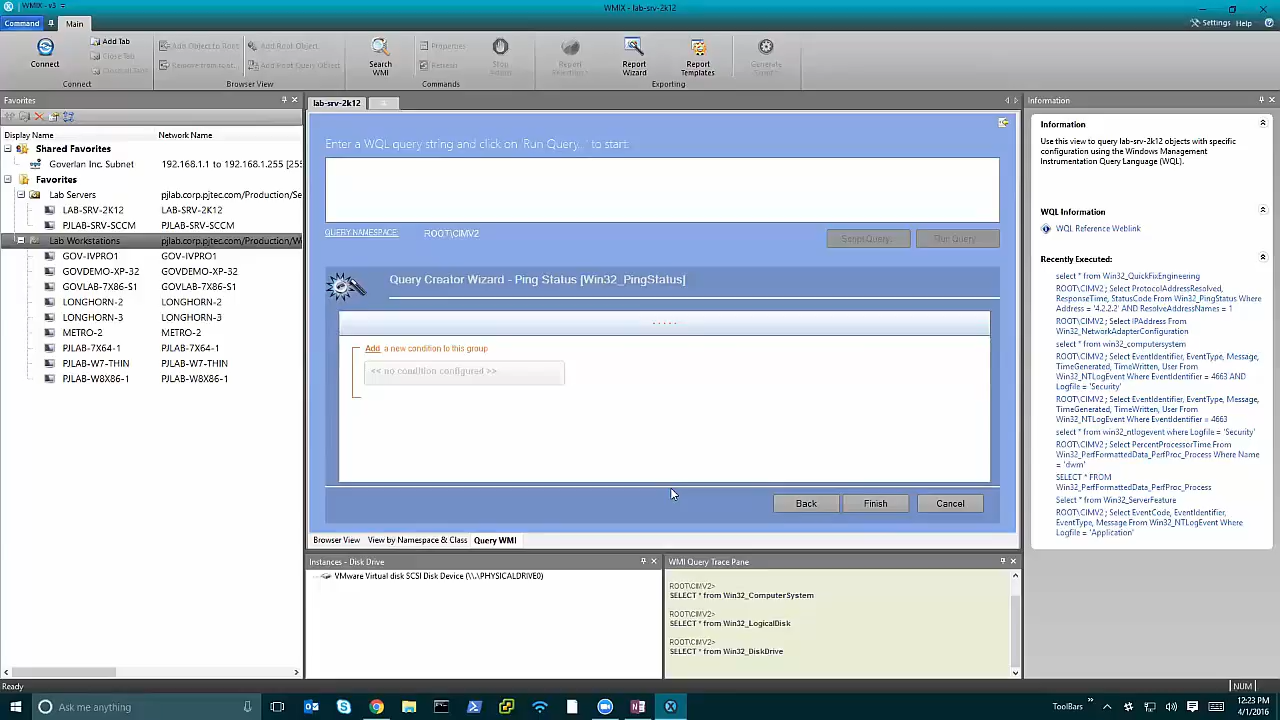 WMIX - v3
WMIX - lab-srv-2k12
Command
Main
Settings
Help
Connect
Add Tab
Close Tab
Connect
Add Object to Root
Add Root Object
Add Root Query Object
Browser View
Search WMI
Properties
Refresh
Stop
Commands
Report Wizard
Report Templates
Generate
Exporting
Favorites
Display Name
Network Name
Shared Favorites
Goverlan Inc. Subnet
192.168.1.1 to 192.168.1.255 [255
Favorites
Lab Servers
pjlab.corp.pjtec.com/Production/Se
LAB-SRV-2K12
LAB-SRV-2K12
PJLAB-SRV-SCCM
PJLAB-SRV-SCCM
Lab Workstations
pjlab.corp.pjtec.com/Production/W
GOV-IVPRO1
GOV-IVPRO1
GOVDEMO-XP-32
GOVDEMO-XP-32
GOVLAB-7X86-S1
GOVLAB-7X86-S1
LONGHORN-2
LONGHORN-2
LONGHORN-3
LONGHORN-3
METRO-2
METRO-2
PJLAB-7X64-1
PJLAB-7X64-1
PJLAB-W7-THIN
PJLAB-W7-THIN
PJLAB-W8X86-1
PJLAB-W8X86-1
lab-srv-2k12
Enter a WQL query string and click on 'Run Query...' to start.
QUERY NAMESPACE:
ROOT\CIMV2
Script Query
Run Query
Query Creator Wizard - Ping Status [Win32_PingStatus]
. . . . .
Add a new condition to this group
<< no condition configured >>
Back
Finish
Cancel
Browser View
View by Namespace & Class
Query WMI
Instances - Disk Drive
VMware Virtual disk SCSI Disk Device (\\.\PHYSICALDRIVE0)
WMI Query Trace Pane
ROOT\CIMV2>
SELECT * from Win32_ComputerSystem
ROOT\CIMV2>
SELECT * from Win32_LogicalDisk
ROOT\CIMV2>
SELECT * from Win32_DiskDrive
Information
Information
Use this view to query lab-srv-2k12 objects with specific
configuration using the Windows Management
Instrumentation Query Language (WQL).
WQL Information
WQL Reference Weblink
Recently Executed:
select * from Win32_QuickFixEngineering
ROOT\CIMV2 ; Select ProtocolAddressResolved,
ResponseTime, StatusCode From Win32_PingStatus Where
Address = '4.2.2.2' AND ResolveAddressNames = 1
ROOT\CIMV2 ; Select IPAddress From
Win32_NetworkAdapterConfiguration
select * from win32_computersystem
ROOT\CIMV2 ; Select EventIdentifier, EventType, Message,
TimeGenerated, TimeWritten, User From
Win32_NTLogEvent Where EventIdentifier = 4663 AND
Logfile = 'Security'
ROOT\CIMV2 ; Select EventIdentifier, EventType, Message,
TimeGenerated, TimeWritten, User From
Win32_NTLogEvent Where EventIdentifier = 4663
select * from win32_ntlogevent where Logfile = 'Security'
ROOT\CIMV2 ; Select PercentProcessorTime From
Win32_PerfFormattedData_PerfProc_Process Where Name
= 'dwm'
SELECT * FROM
Win32_PerfFormattedData_PerfProc_Process
Select * from Win32_ServerFeature
ROOT\CIMV2 ; Select EventCode, EventIdentifier,
EventType, Message From Win32_NTLogEvent Where
Logfile = 'Application'
Ready
NUM
Ask me anything
ToolBars
12:23 PM
4/1/2016